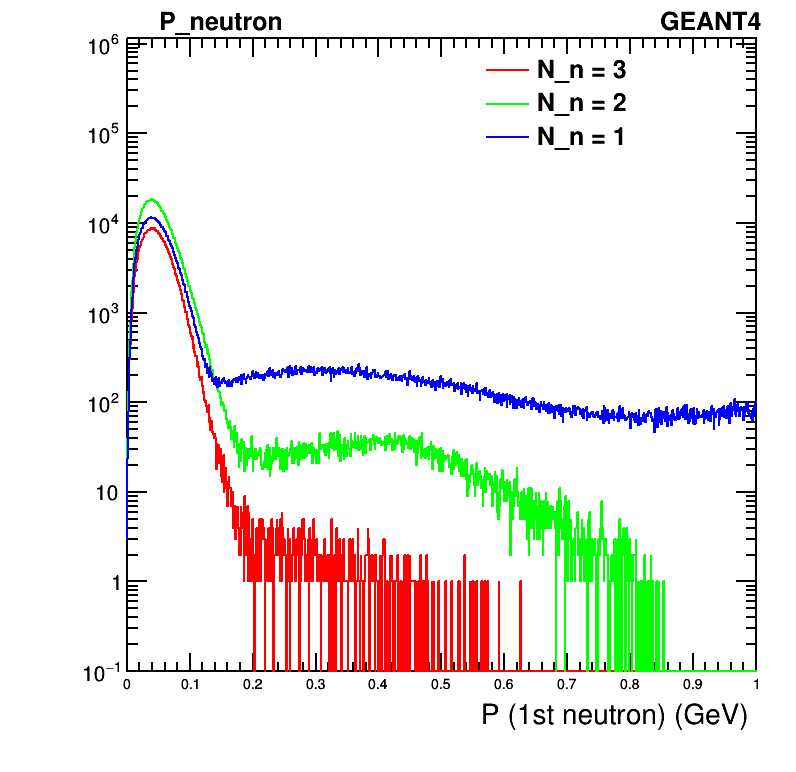 P_neutron GEANT4
N_n = 3
N_n = 2
N_n = 1
10^6
10^5
10^4
10^3
10^2
10
1
10^−1
0 0.1 0.2 0.3 0.4 0.5 0.6 0.7 0.8 0.9 1
P (1st neutron) (GeV)